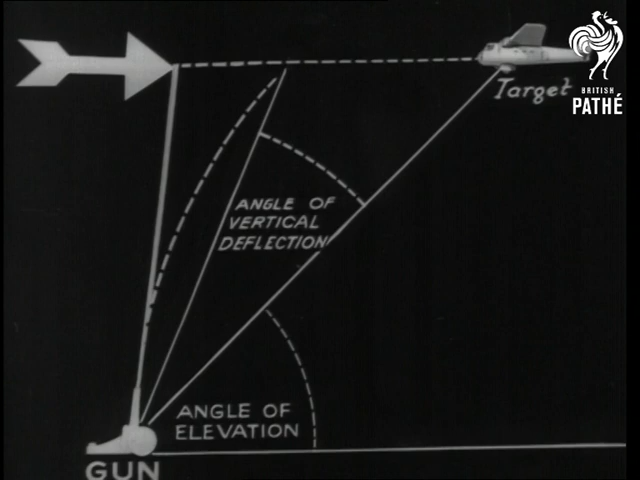 BRITISH
PATHÉ
Target
ANGLE OF
VERTICAL
DEFLECTION
ANGLE OF
ELEVATION
GUN